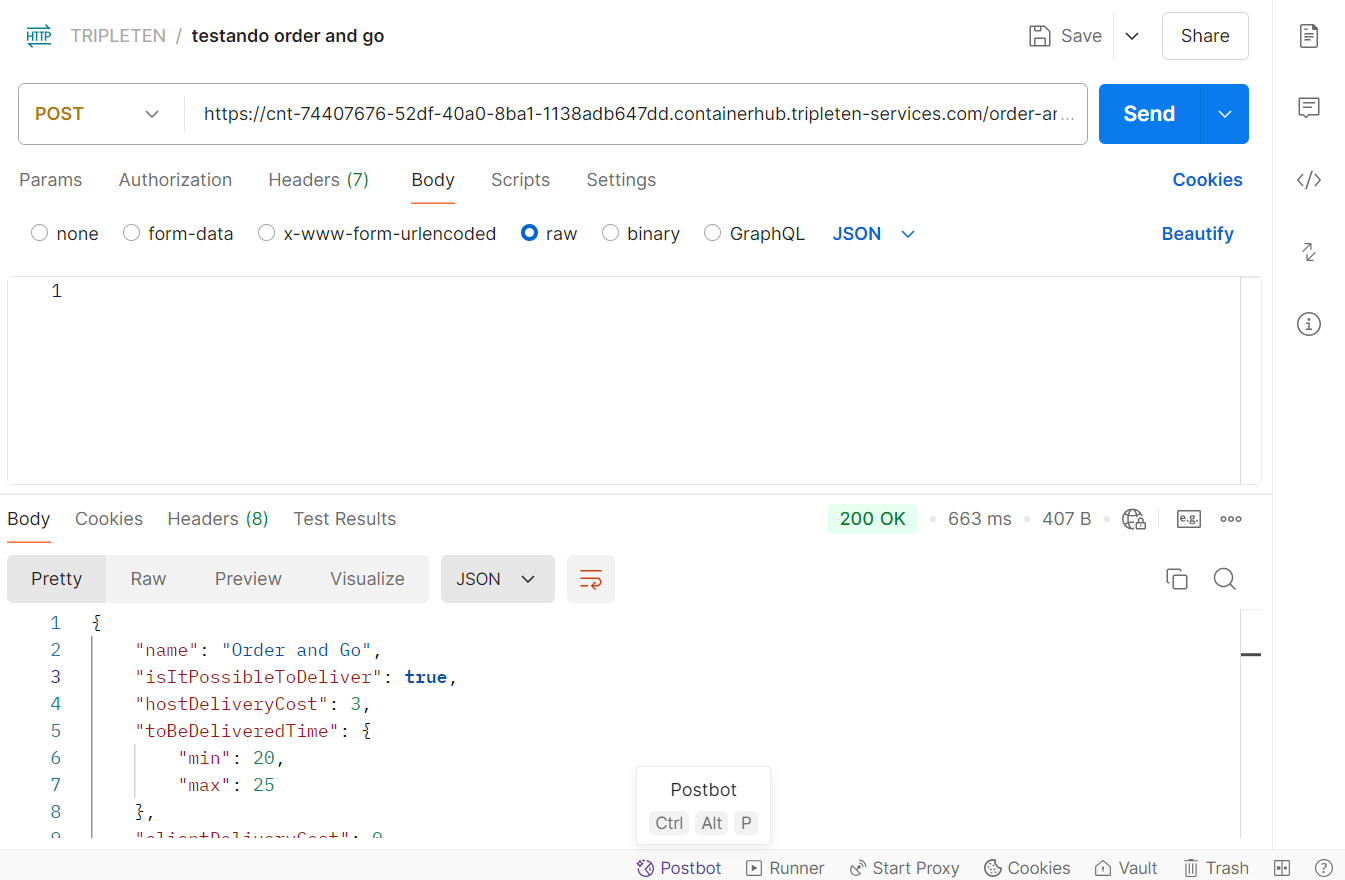 HTTP TRIPLETEN / testando order and go Save Share
POST https://cnt-74407676-52df-40a0-8ba1-1138adb647dd.containerhub.tripleten-services.com/order-ar... Send
Params Authorization Headers (7) Body Scripts Settings Cookies
none form-data x-www-form-urlencoded raw binary GraphQL JSON Beautify
1
Body Cookies Headers (8) Test Results 200 OK 663 ms 407 B e.g.
Pretty Raw Preview Visualize JSON
1 {
2 "name": "Order and Go",
3 "isItPossibleToDeliver": true,
4 "hostDeliveryCost": 3,
5 "toBeDeliveredTime": {
6 "min": 20,
7 "max": 25
8 },
9 "clientDeliveryCost": 0
Postbot
Ctrl Alt P
Postbot Runner Start Proxy Cookies Vault Trash